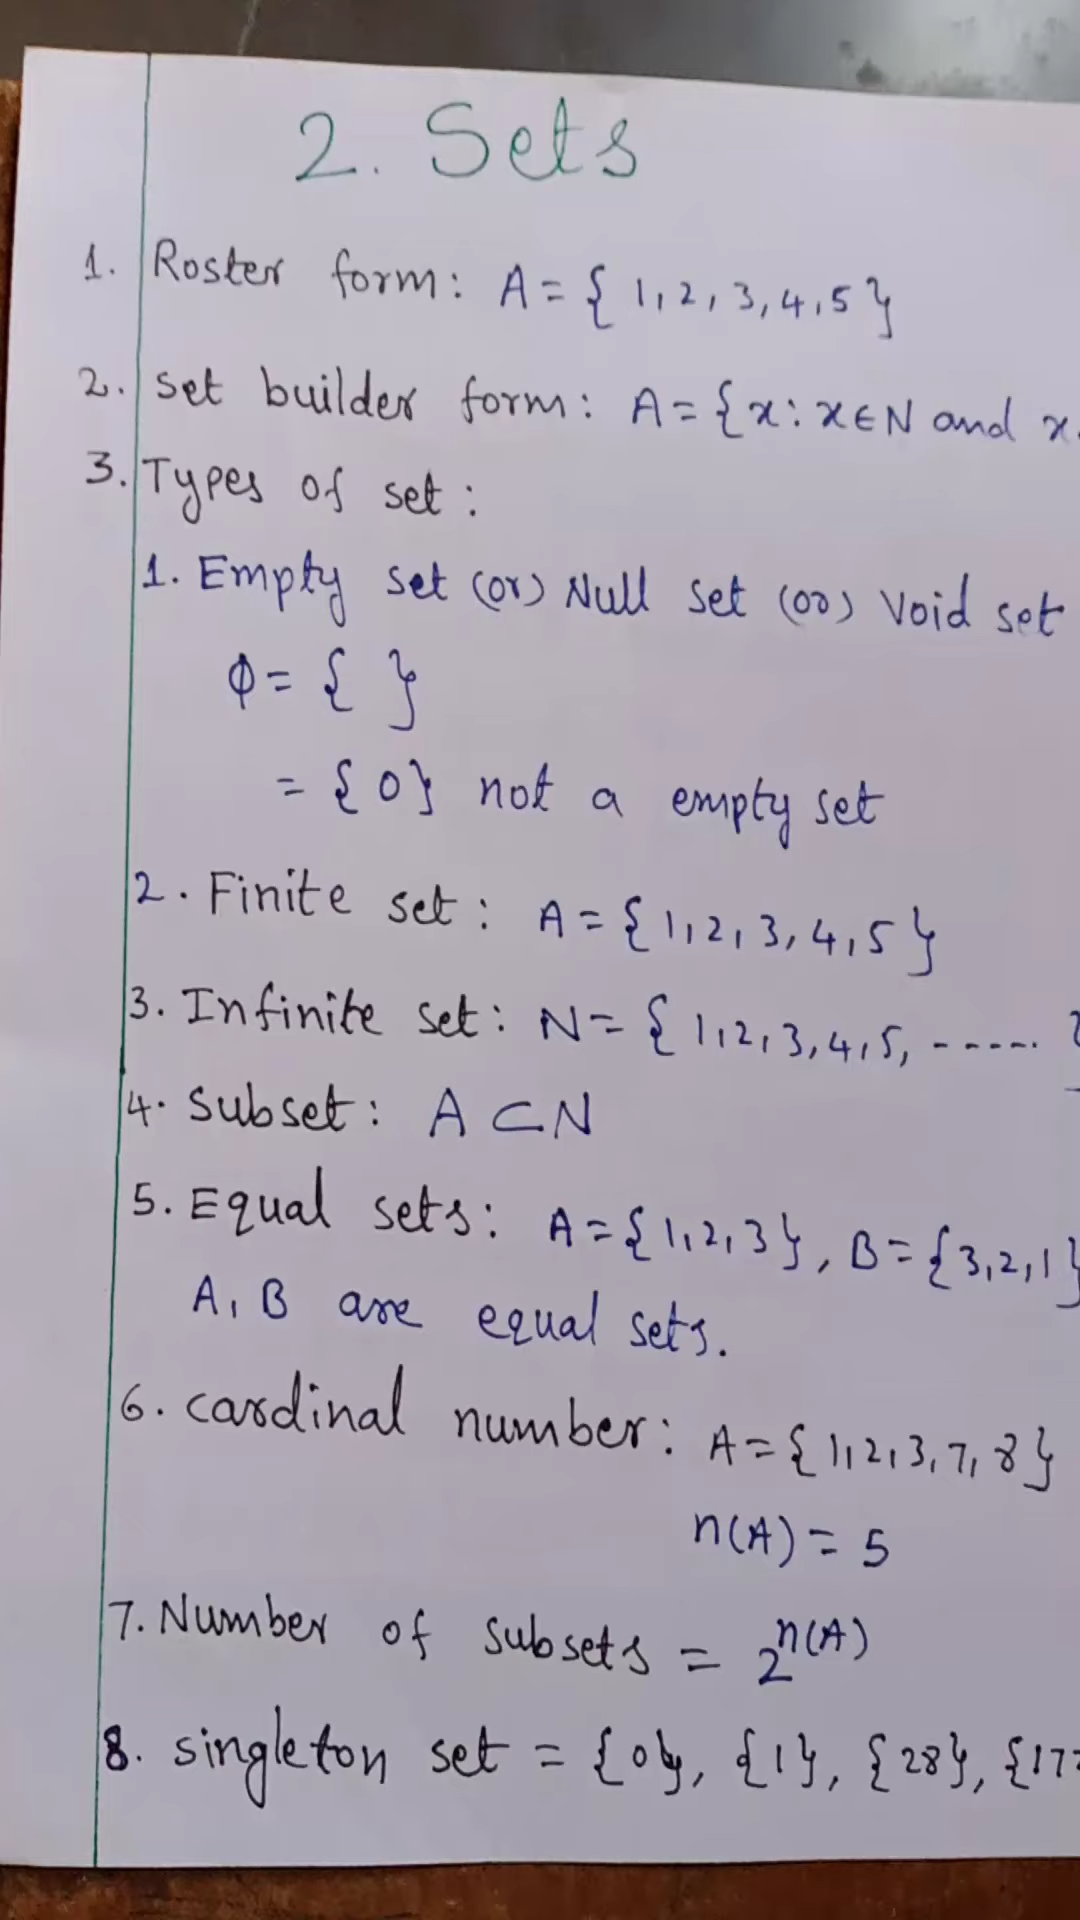 2. Sets
1. Roster form: A = { 1, 2, 3, 4, 5 }
2. set builder form: A = {x: x ∈ N and x
3. Types of set :
1. Empty set (or) Null set (or) Void set
Φ = { }
= { 0 } not a empty set
2. Finite set : A = { 1, 2, 3, 4, 5 }
3. Infinite set : N = { 1, 2, 3, 4, 5, ----- }
4. Subset : A ⊂ N
5. Equal sets : A = { 1, 2, 3 }, B = { 3, 2, 1 }
A, B are equal sets.
6. cardinal number : A = { 1, 2, 3, 7, 8 }
n(A) = 5
7. Number of subsets = 2ⁿ⁽ᴬ⁾
8. singleton set = { 0 }, { 1 }, { 28 }, { 17